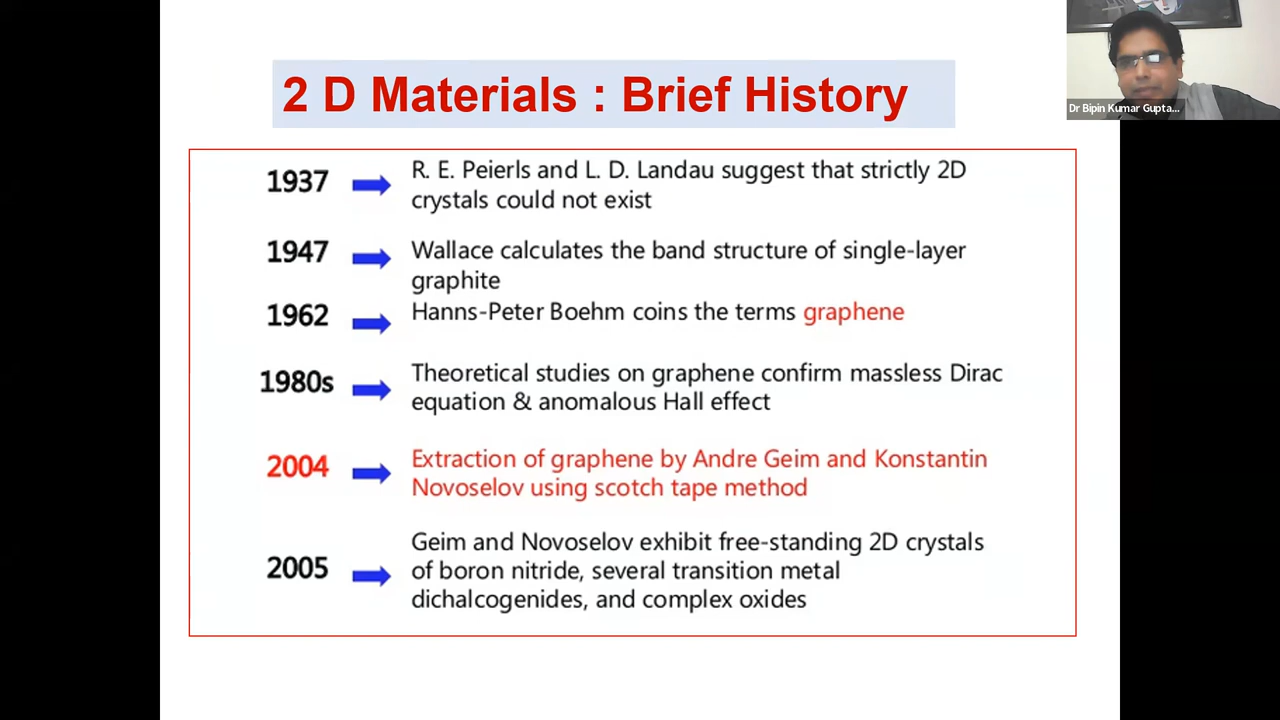 2 D Materials : Brief History
Dr Bipin Kumar Gupta...
1937
R. E. Peierls and L. D. Landau suggest that strictly 2D
crystals could not exist
1947
Wallace calculates the band structure of single-layer
graphite
1962
Hanns-Peter Boehm coins the terms graphene
1980s
Theoretical studies on graphene confirm massless Dirac
equation & anomalous Hall effect
2004
Extraction of graphene by Andre Geim and Konstantin
Novoselov using scotch tape method
2005
Geim and Novoselov exhibit free-standing 2D crystals
of boron nitride, several transition metal
dichalcogenides, and complex oxides